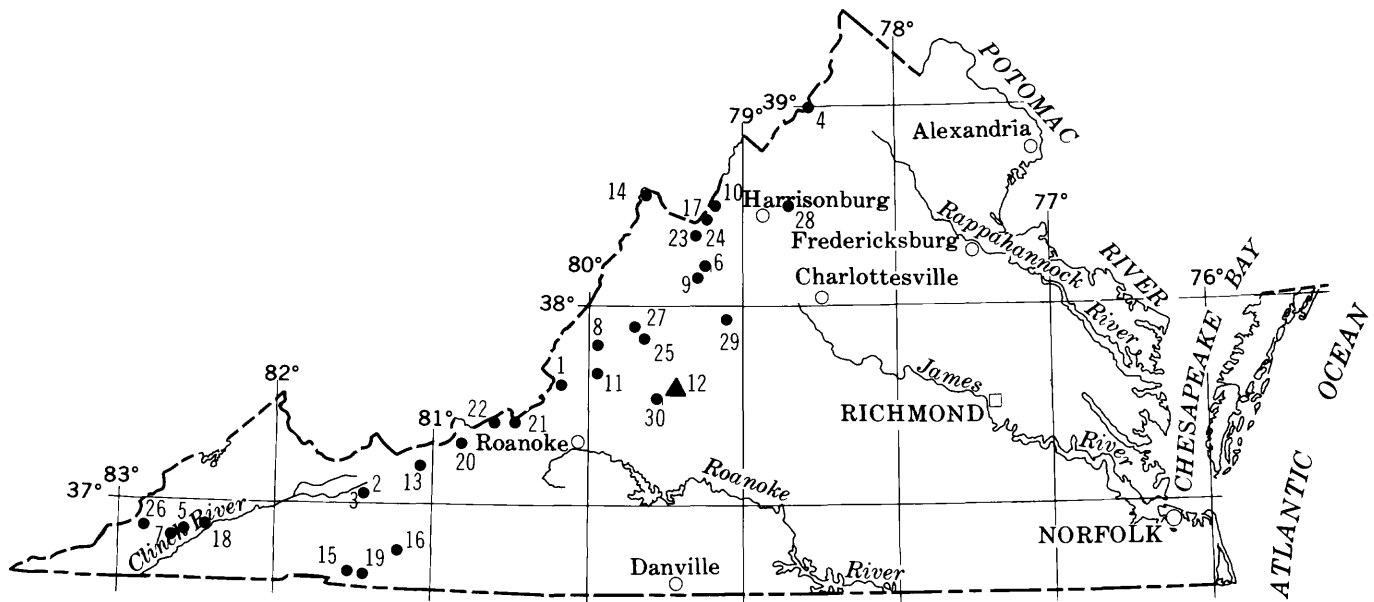 78°
POTOMAC
39°
4
79°
Alexandria
14
10
17
Harrisonburg
28
77°
23
24
Fredericksburg
Rappahannock
River
6
9
80°
Charlottesville
RIVER
76°
BAY
38°
27
8
25
29
OCEAN
1
11
12
30
James
River
CHESAPEAKE
82°
81°
22
21
RICHMOND
20
Roanoke
13
Roanoke
River
83°
37°
2
3
26
7
5
18
Clinch River
16
15
19
NORFOLK
ATLANTIC
Danville